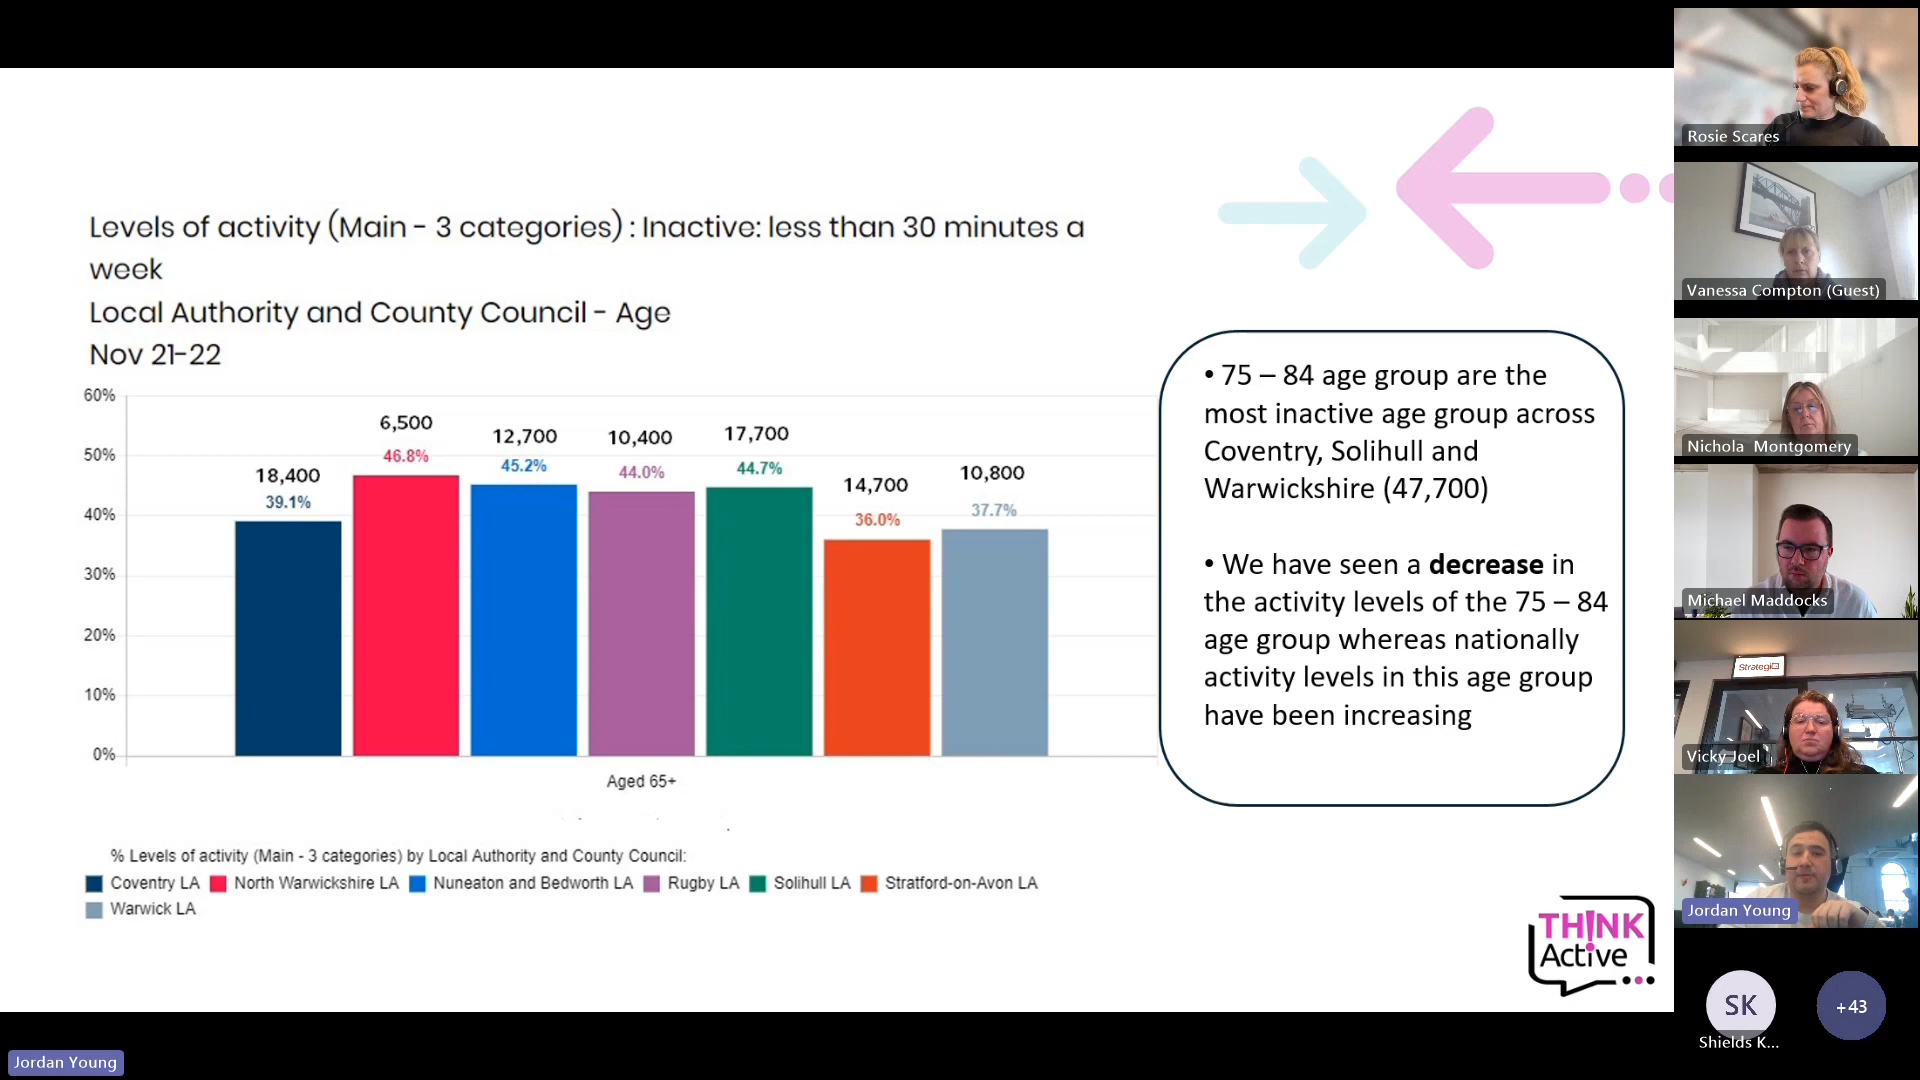 Levels of activity (Main - 3 categories) : Inactive: less than 30 minutes a
week
Local Authority and County Council - Age
Nov 21-22
60%
50%
40%
30%
20%
10%
0%
18,400
39.1%
6,500
46.8%
12,700
45.2%
10,400
44.0%
17,700
44.7%
14,700
36.0%
10,800
37.7%
Aged 65+
% Levels of activity (Main - 3 categories) by Local Authority and County Council:
Coventry LA North Warwickshire LA Nuneaton and Bedworth LA Rugby LA Solihull LA Stratford-on-Avon LA
Warwick LA
• 75 – 84 age group are the
most inactive age group across
Coventry, Solihull and
Warwickshire (47,700)
• We have seen a decrease in
the activity levels of the 75 – 84
age group whereas nationally
activity levels in this age group
have been increasing
TH!NK
Active
Rosie Scares
Vanessa Compton (Guest)
Nichola Montgomery
Michael Maddocks
StrategiQ
Vicky Joel
Jordan Young
SK
Shields K...
+43
Jordan Young